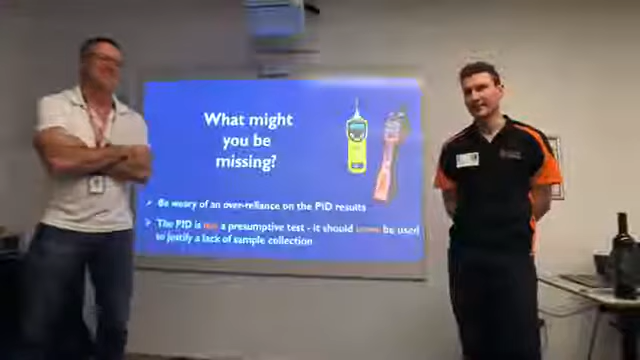 What might
you be
missing?
Be weary of an over-reliance on the PID results
The PID is not a presumptive test - it should never be used
to justify a lack of sample collection